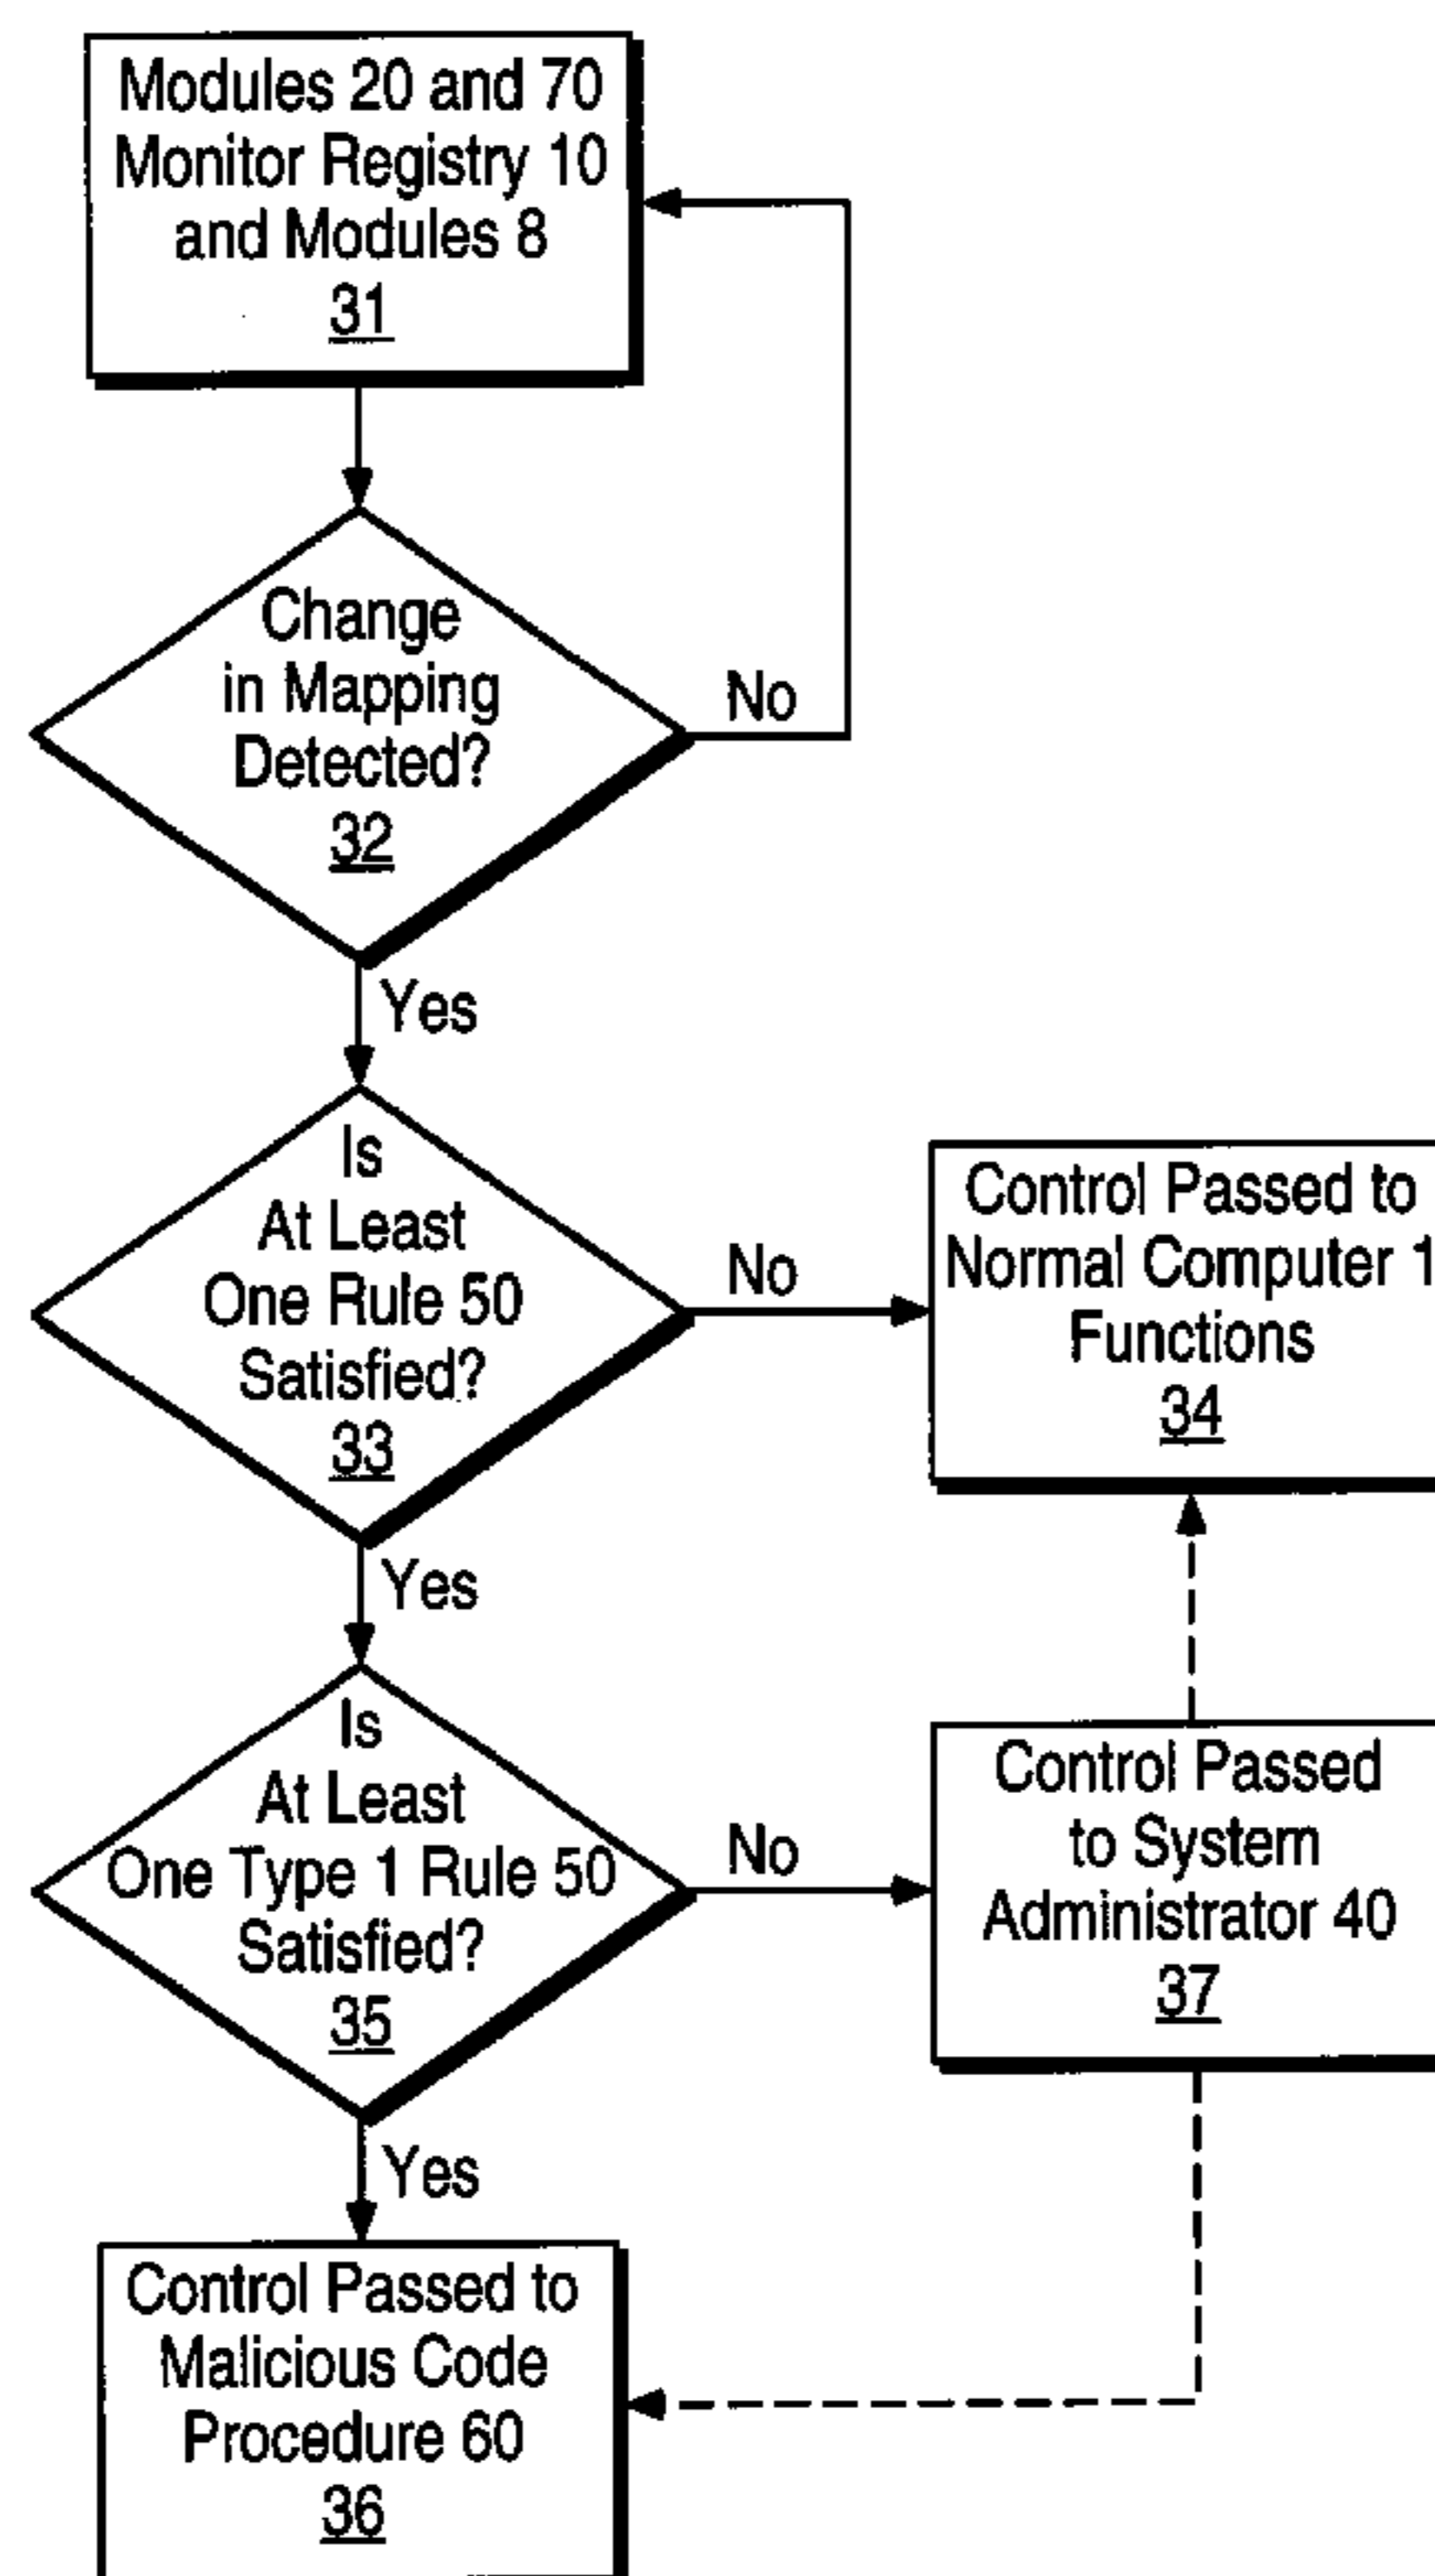 Modules 20 and 70
Monitor Registry 10
and Modules 8
31
Change
in Mapping
Detected?
32
No
Yes
Is
At Least
One Rule 50
Satisfied?
33
No
Control Passed to
Normal Computer 1
Functions
34
Yes
Is
At Least
One Type 1 Rule 50
Satisfied?
35
No
Control Passed
to System
Administrator 40
37
Yes
Control Passed to
Malicious Code
Procedure 60
36